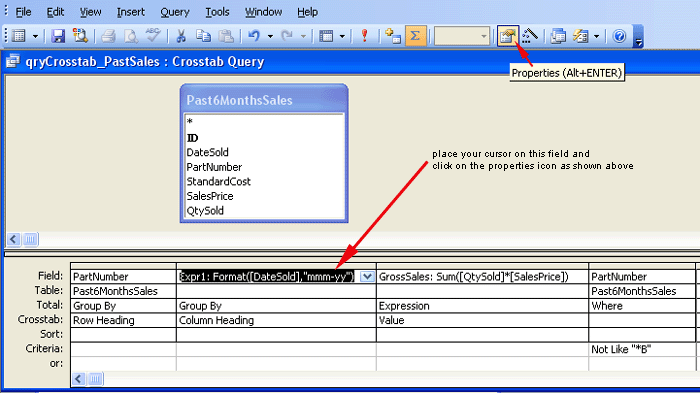 File Edit View Insert Query Tools Window Help
Properties (Alt+ENTER)
qryCrosstab_PastSales : Crosstab Query
Past6MonthsSales
*
ID
DateSold
PartNumber
StandardCost
SalesPrice
QtySold
place your cursor on this field and
click on the properties icon as shown above
Field: PartNumber Expr1: Format([DateSold],"mmm-yy") GrossSales: Sum([QtySold]*[SalesPrice]) PartNumber
Table: Past6MonthsSales Past6MonthsSales
Total: Group By Group By Expression Where
Crosstab: Row Heading Column Heading Value
Sort:
Criteria: Not Like "*B"
or: